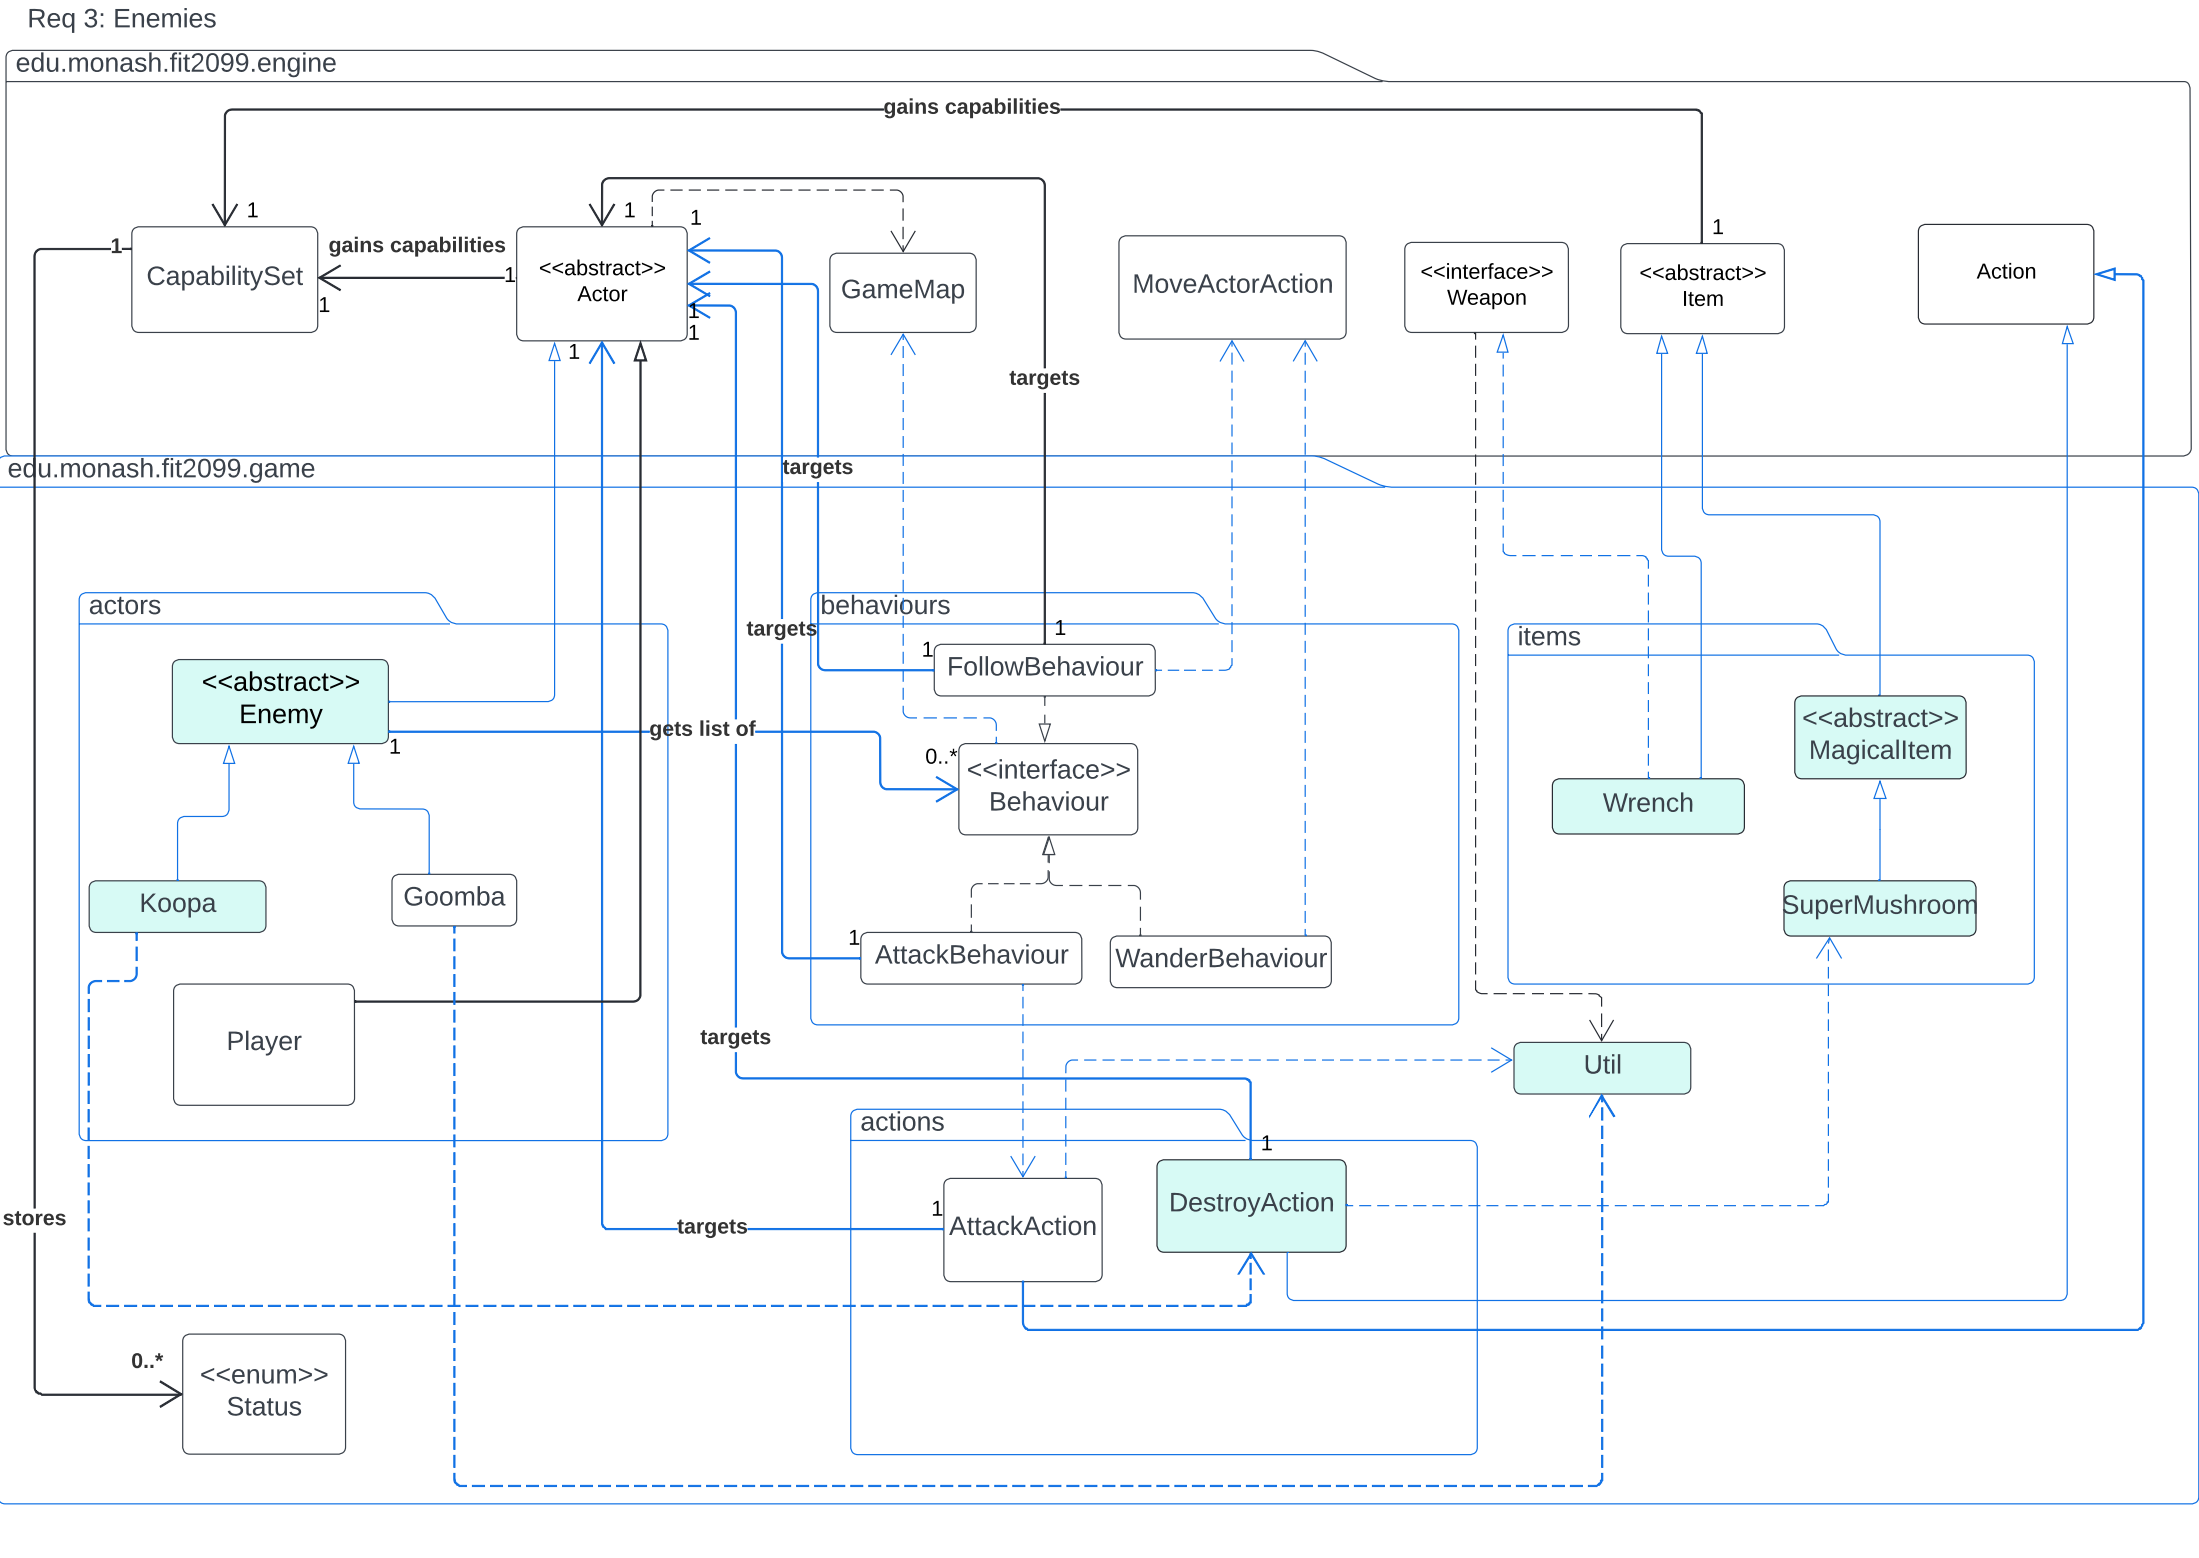 Req 3: Enemies
edu.monash.fit2099.engine
gains capabilities
1
1
1
1
1
gains capabilities
CapabilitySet
1
1
<<abstract>>
Actor
1
1
1
GameMap
MoveActorAction
<<interface>>
Weapon
<<abstract>>
Item
Action
targets
edu.monash.fit2099.game
targets
actors
behaviours
targets
1
1
FollowBehaviour
items
<<abstract>>
Enemy
1
gets list of
0..*
<<interface>>
Behaviour
<<abstract>>
MagicalItem
Wrench
Koopa
Goomba
SuperMushroom
1
AttackBehaviour
WanderBehaviour
Player
targets
Util
actions
1
1
AttackAction
DestroyAction
stores
targets
0..*
<<enum>>
Status